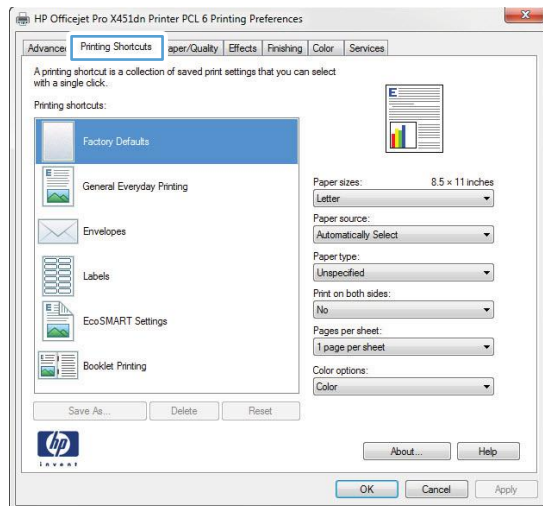 HP Officejet Pro X451dn Printer PCL 6 Printing Preferences
Advanced Printing Shortcuts aper/Quality Effects Finishing Color Services
A printing shortcut is a collection of saved print settings that you can select
with a single click.
Printing shortcuts:
Factory Defaults
General Everyday Printing
Envelopes
Labels
EcoSMART Settings
Booklet Printing
Save As... Delete Reset
E
Paper sizes: 8.5 × 11 inches
Letter
Paper source:
Automatically Select
Paper type:
Unspecified
Print on both sides:
No
Pages per sheet:
1 page per sheet
Color options:
Color
hp
invent
About... Help
OK Cancel Apply